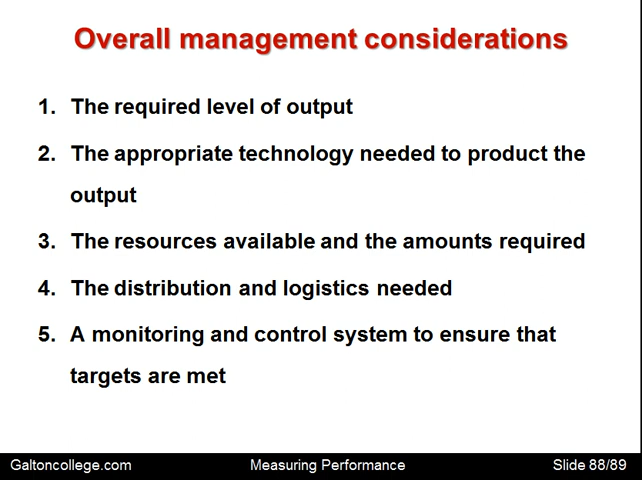 Overall management considerations
1. The required level of output
2. The appropriate technology needed to product the
output
3. The resources available and the amounts required
4. The distribution and logistics needed
5. A monitoring and control system to ensure that
targets are met
Galtoncollege.com Measuring Performance Slide 88/89